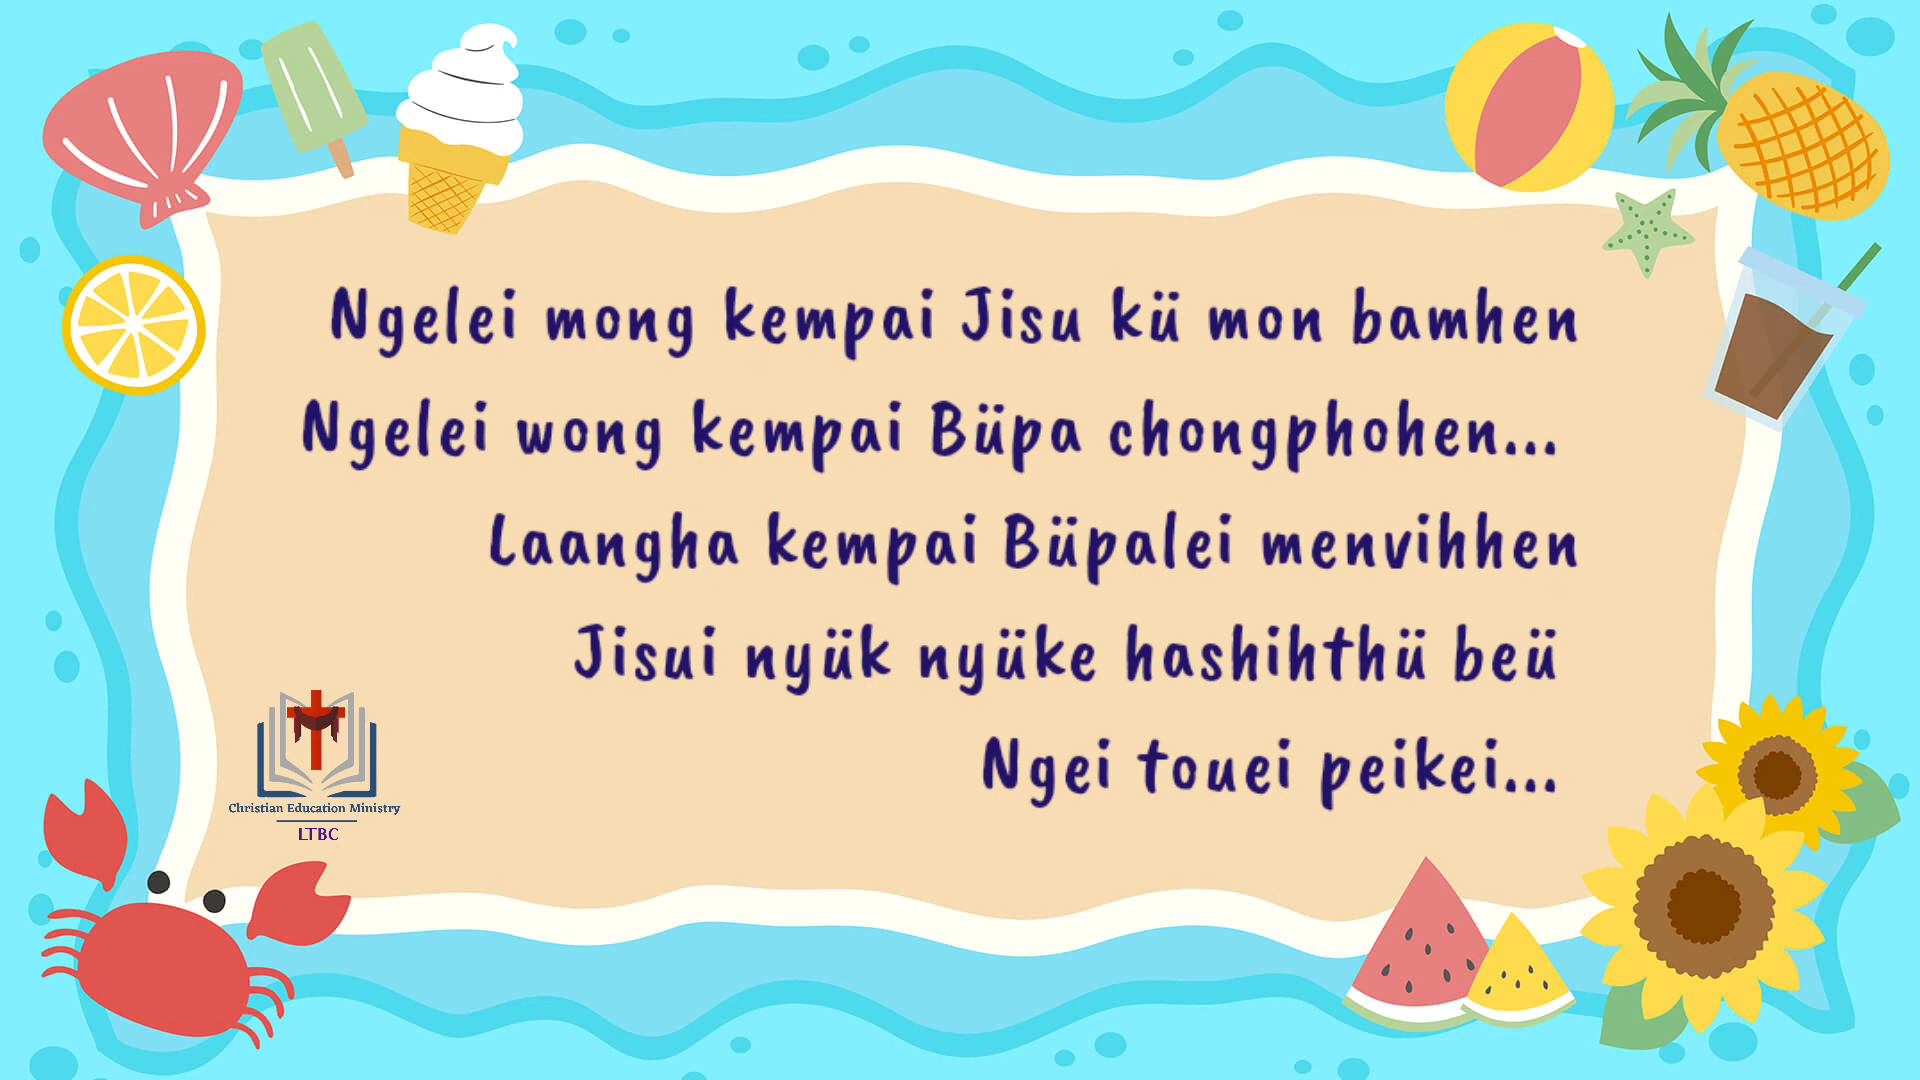 Ngelei mong kempai Jisu kü mon bamhen
Ngelei wong kempai Büpa chongphohen...
Laangha kempai Büpalei menvihhen
Jisui nyük nyüke hashihthü beü
Ngei touei peikei...
Christian Education Ministry
LTBC